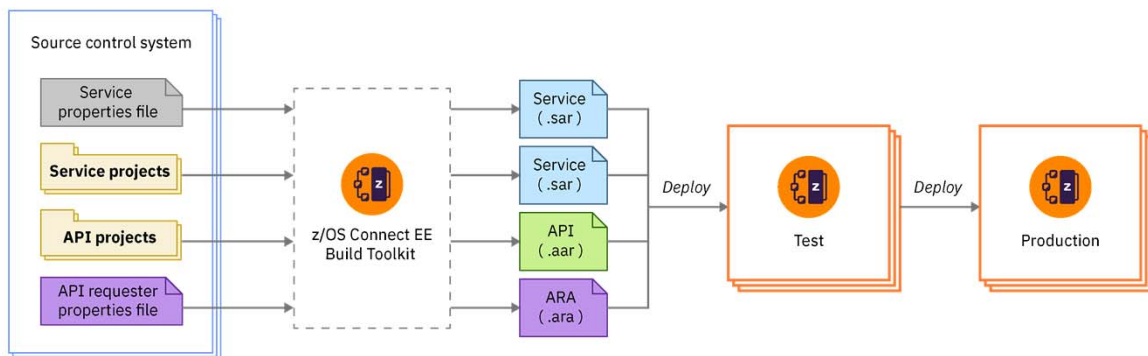 Source control system
Service
properties file
Service projects
API projects
API requester
properties file
z
z/OS Connect EE
Build Toolkit
Service
( .sar )
Service
( .sar )
API
( .aar )
ARA
( .ara )
Deploy
z
Test
Deploy
z
Production